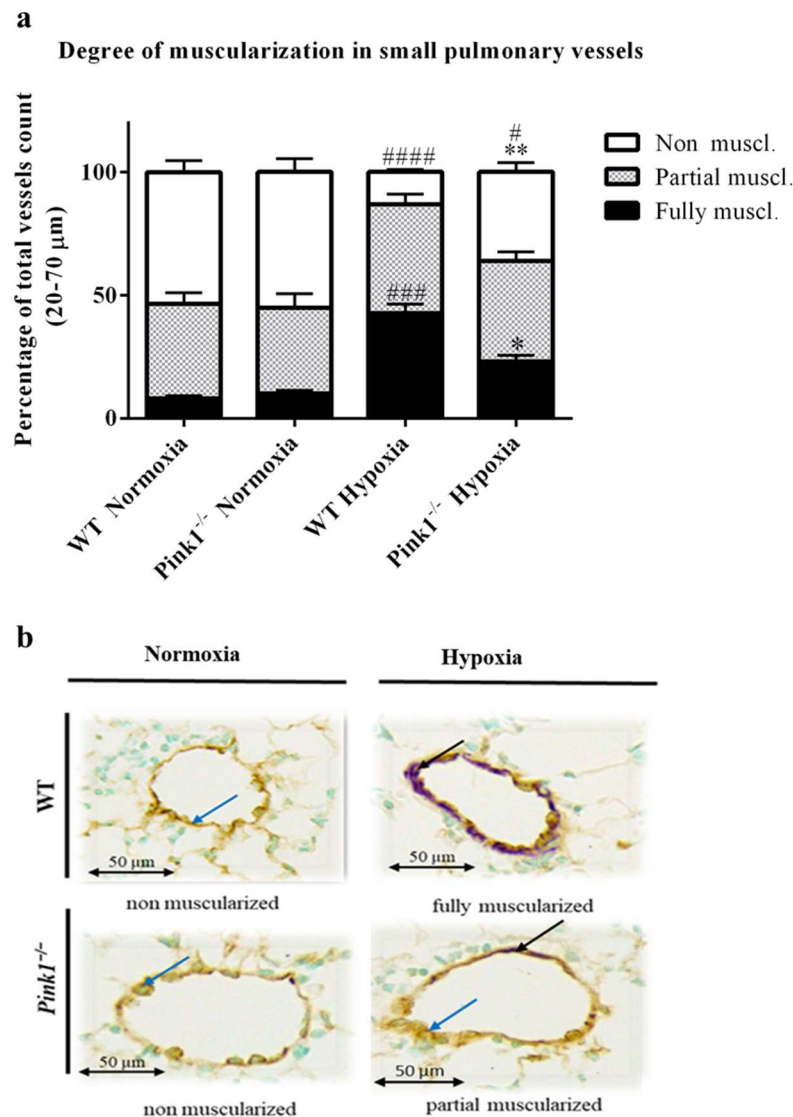 a
Degree of muscularization in small pulmonary vessels
Percentage of total vessels count
(20-70 μm)
100
50
0
####
###
#
**
*
Non muscl.
Partial muscl.
Fully muscl.
WT Normoxia
Pink1-/- Normoxia
WT Hypoxia
Pink1-/- Hypoxia
b
Normoxia
Hypoxia
WT
50 μm
50 μm
non muscularized
fully muscularized
Pink1-/-
50 μm
50 μm
non muscularized
partial muscularized